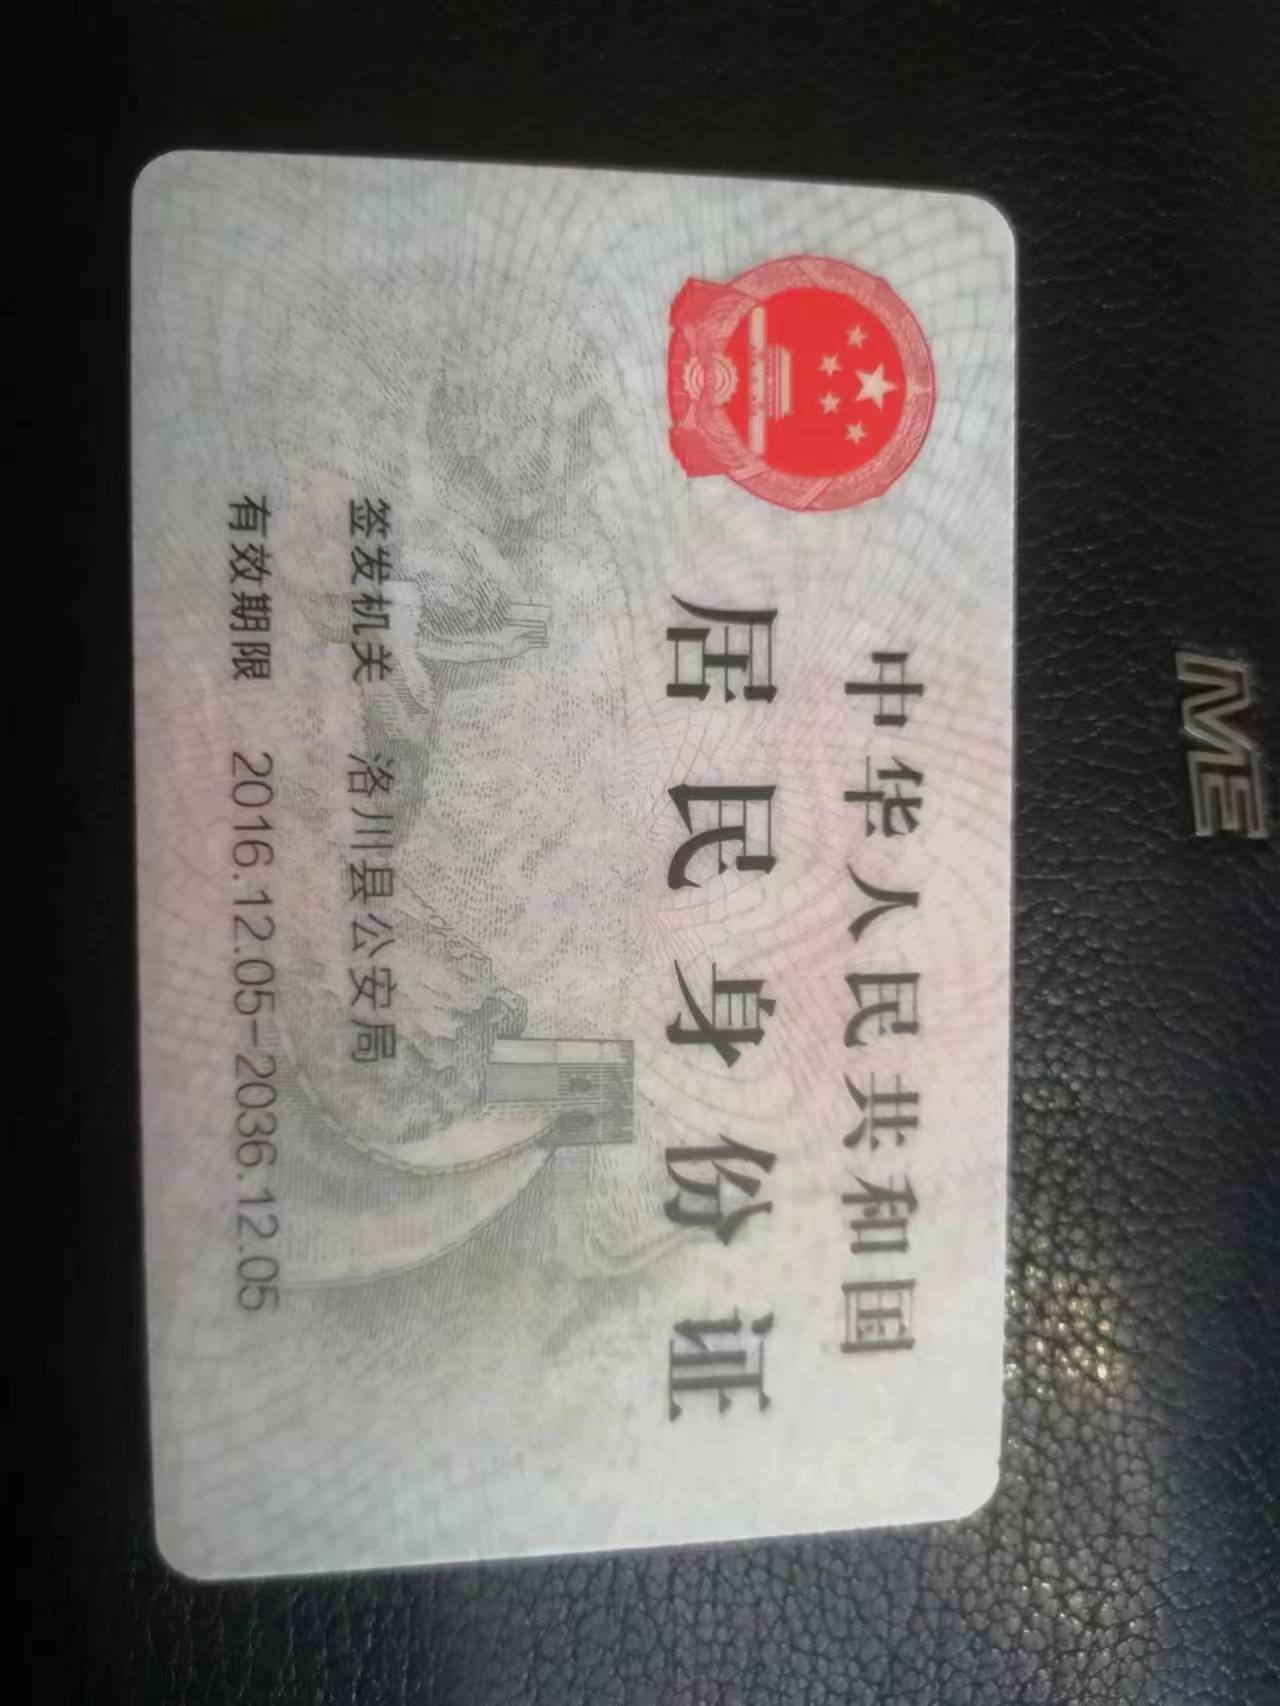 中华人民共和国
居民身份证
签发机关 洛川县公安局
有效期限 2016.12.05-2036.12.05
ME